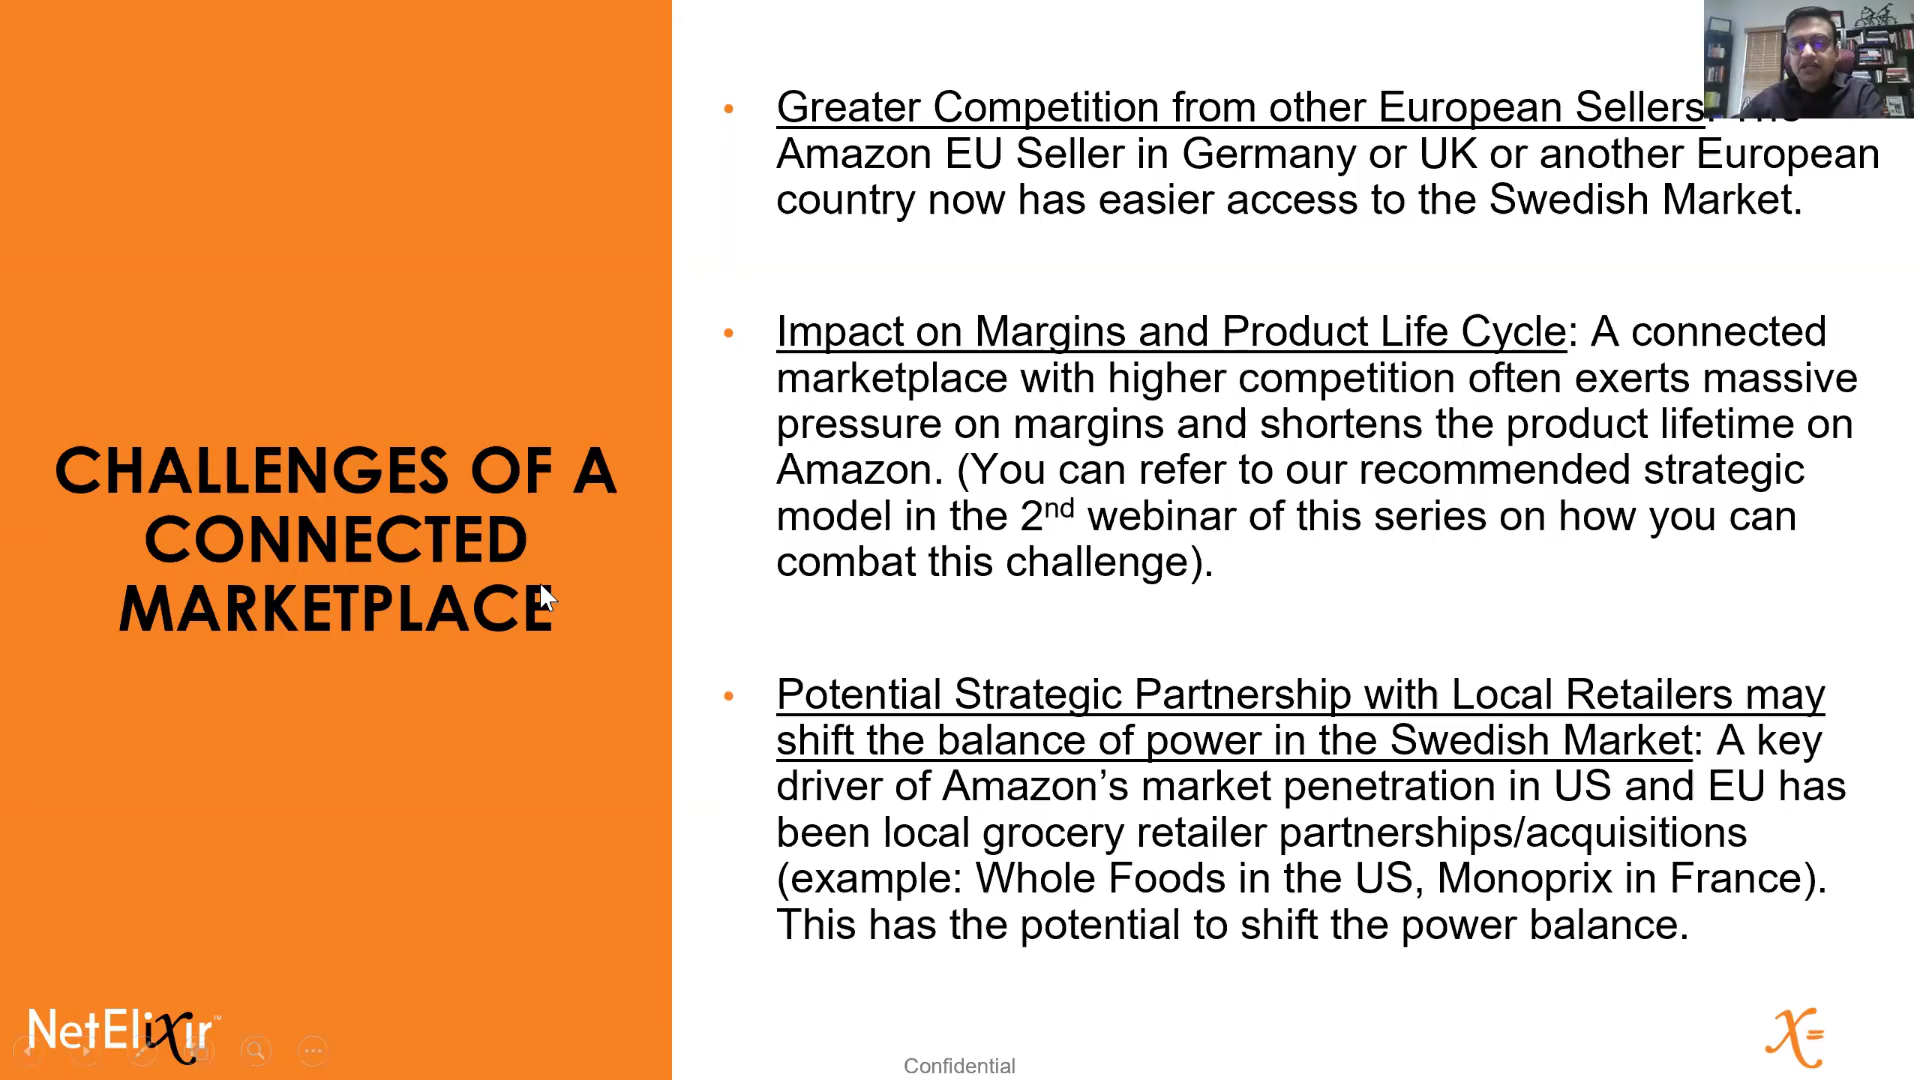 Greater Competition from other European Sellers:
Amazon EU Seller in Germany or UK or another European
country now has easier access to the Swedish Market.
Impact on Margins and Product Life Cycle: A connected
marketplace with higher competition often exerts massive
pressure on margins and shortens the product lifetime on
Amazon. (You can refer to our recommended strategic
model in the 2nd webinar of this series on how you can
combat this challenge).
CHALLENGES OF A
CONNECTED
MARKETPLACE
Potential Strategic Partnership with Local Retailers may
shift the balance of power in the Swedish Market: A key
driver of Amazon’s market penetration in US and EU has
been local grocery retailer partnerships/acquisitions
(example: Whole Foods in the US, Monoprix in France).
This has the potential to shift the power balance.
NetElixir™
X=
Confidential